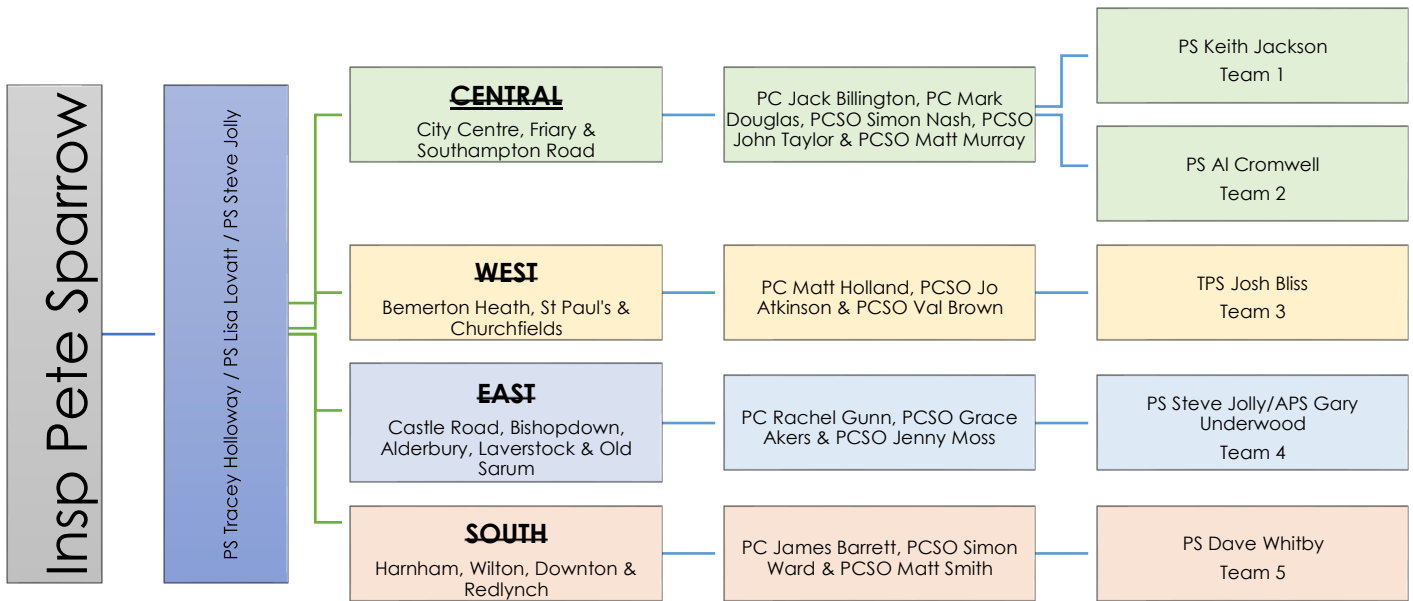 Insp Pete Sparrow
PS Tracey Holloway / PS Lisa Lovatt / PS Steve Jolly
CENTRAL
City Centre, Friary &
Southampton Road
PC Jack Billington, PC Mark
Douglas, PCSO Simon Nash, PCSO
John Taylor & PCSO Matt Murray
PS Keith Jackson
Team 1
PS Al Cromwell
Team 2
WEST
Bemerton Heath, St Paul's &
Churchfields
PC Matt Holland, PCSO Jo
Atkinson & PCSO Val Brown
TPS Josh Bliss
Team 3
EAST
Castle Road, Bishopdown,
Alderbury, Laverstock & Old
Sarum
PC Rachel Gunn, PCSO Grace
Akers & PCSO Jenny Moss
PS Steve Jolly/APS Gary
Underwood
Team 4
SOUTH
Harnham, Wilton, Downton &
Redlynch
PC James Barrett, PCSO Simon
Ward & PCSO Matt Smith
PS Dave Whitby
Team 5